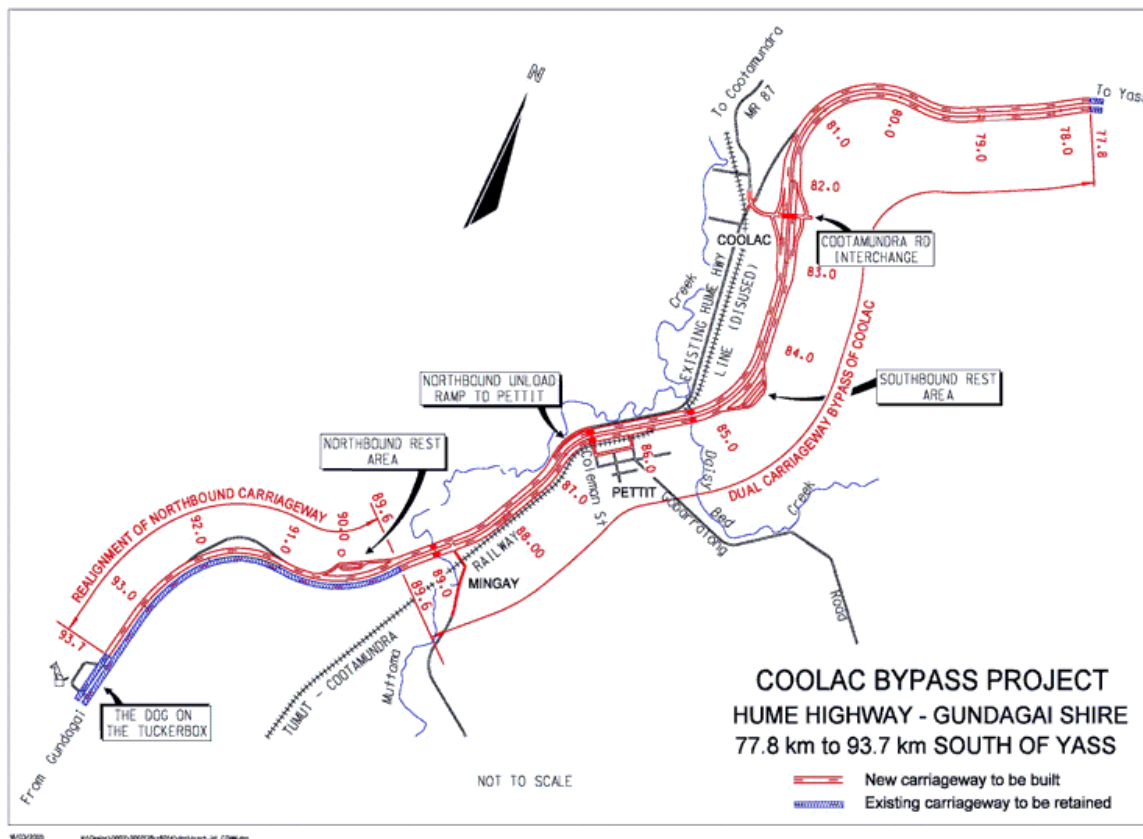 To Cootamundra
MR 87
To Yass
77.8
78.0
79.0
80.0
81.0
82.0
COOTAMUNDRA RD
INTERCHANGE
COOLAC
83.0
EXISTING HUME HWY
LINE (DISUSED)
Creek
84.0
SOUTHBOUND REST
AREA
DUAL CARRIAGEWAY BYPASS OF COOLAC
85.0
NORTHBOUND UNLOAD
RAMP TO PETTIT
86.0
PETTIT
Coleman St
Daisy
Bed
Creek
Road
87.0
88.00
RAILWAY
NORTHBOUND REST
AREA
89.6
90.0
91.0
92.0
93.0
93.7
REALIGNMENT OF NORTHBOUND CARRIAGEWAY
89.0
89.6
MINGAY
Muttama
TUMUT - COOTAMUNDRA
THE DOG ON
THE TUCKERBOX
From Gundagai
NOT TO SCALE
COOLAC BYPASS PROJECT
HUME HIGHWAY - GUNDAGAI SHIRE
77.8 km to 93.7 km SOUTH OF YASS
New carriageway to be built
Existing carriageway to be retained